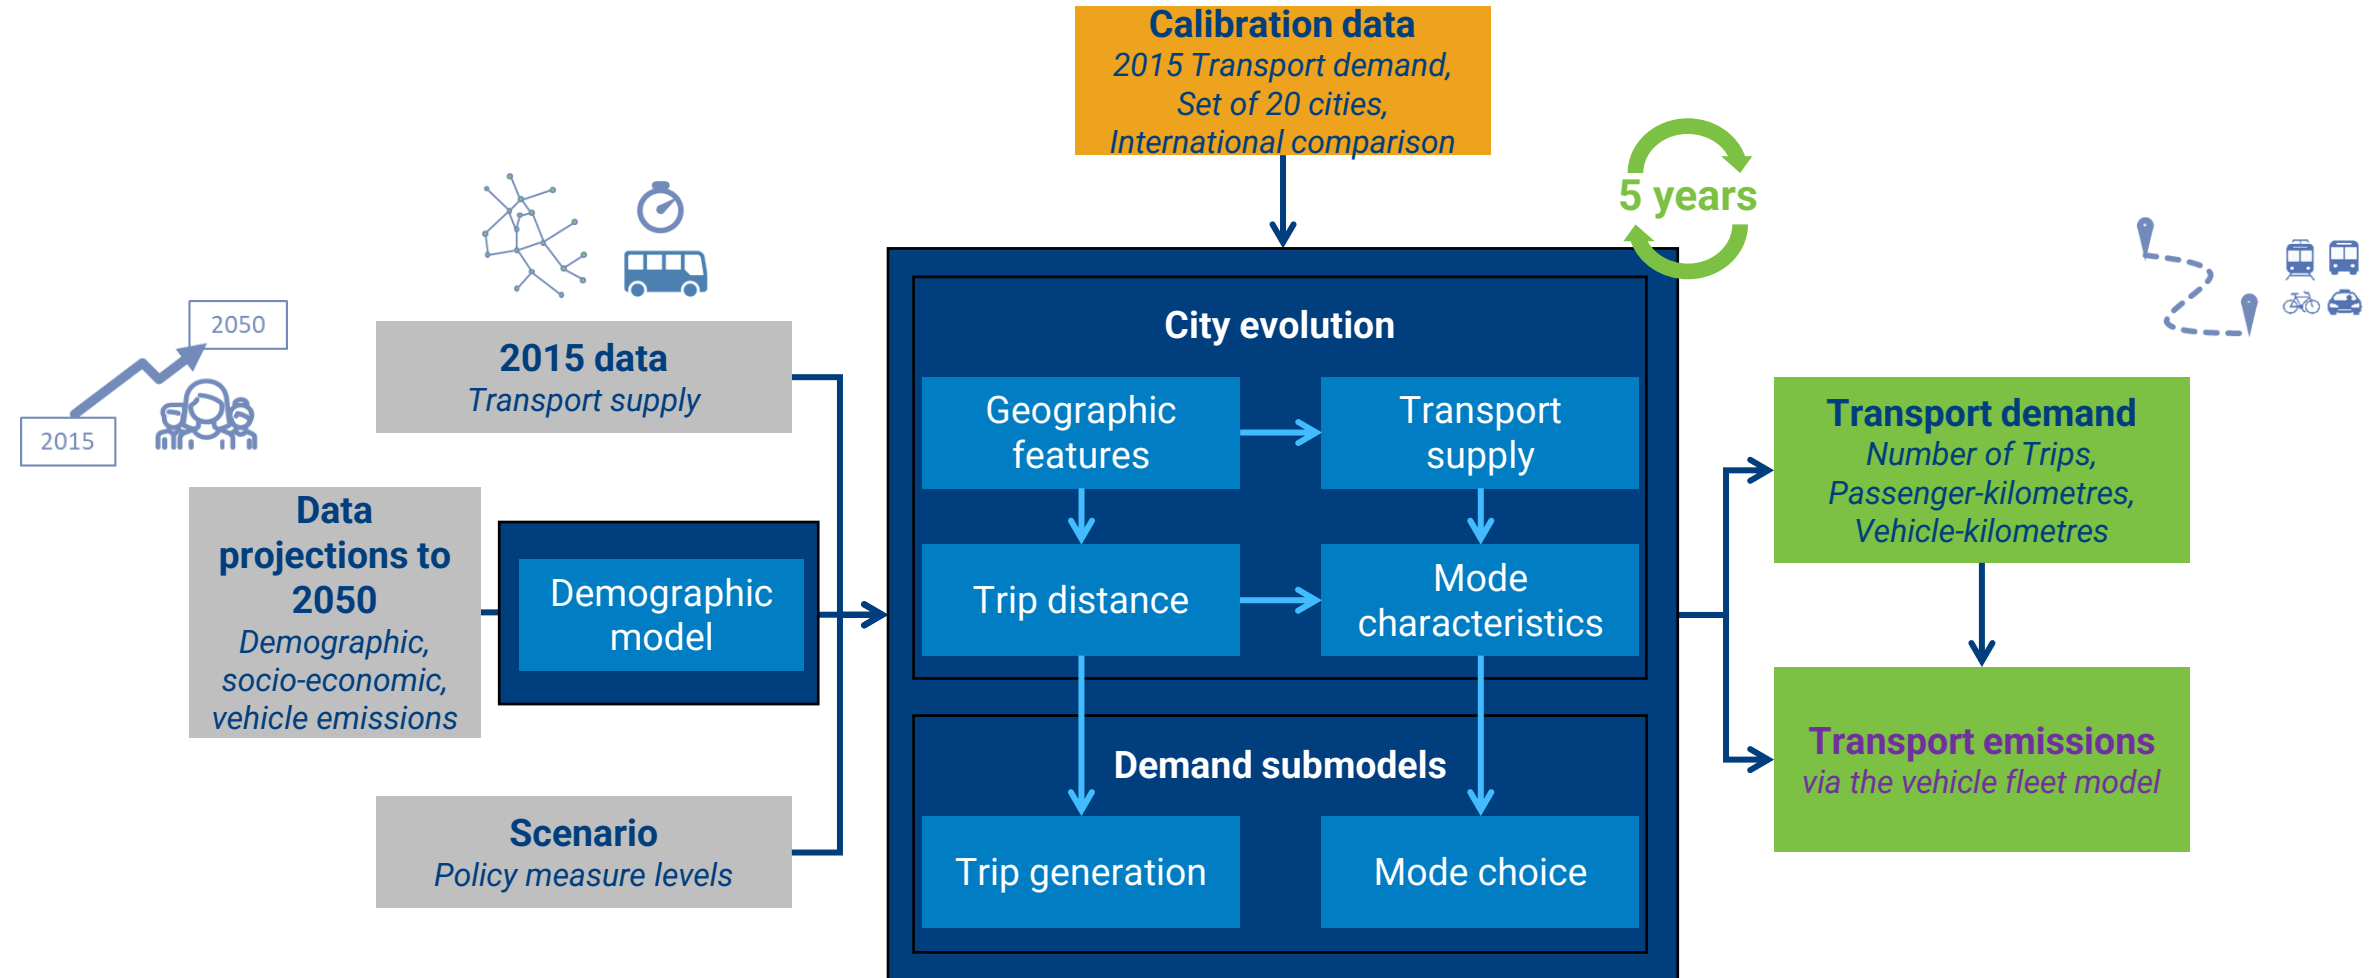 Calibration data
2015 Transport demand,
Set of 20 cities,
International comparison
5 years
2050
2015
2015 data
Transport supply
Data
projections to
2050
Demographic,
socio-economic,
vehicle emissions
Demographic
model
Scenario
Policy measure levels
City evolution
Geographic
features
Transport
supply
Trip distance
Mode
characteristics
Demand submodels
Trip generation
Mode choice
Transport demand
Number of Trips,
Passenger-kilometres,
Vehicle-kilometres
Transport emissions
via the vehicle fleet model